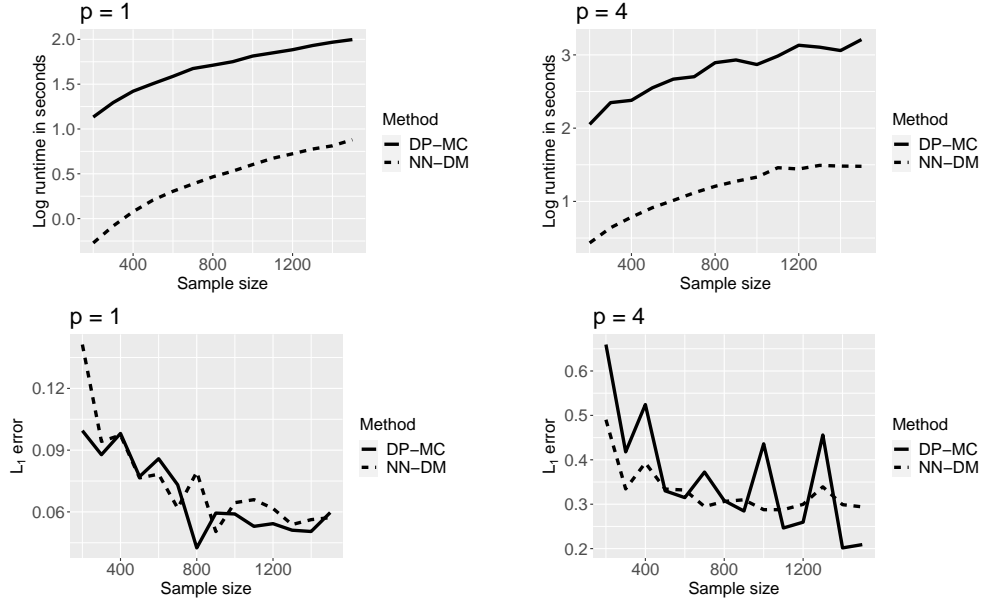 p = 1
Log runtime in seconds
2.0
1.5
1.0
0.5
0.0
400
800
1200
Sample size
Method
DP−MC
NN−DM
p = 4
Log runtime in seconds
3
2
1
400
800
1200
Sample size
Method
DP−MC
NN−DM
p = 1
L1 error
0.12
0.09
0.06
400
800
1200
Sample size
Method
DP−MC
NN−DM
p = 4
L1 error
0.6
0.5
0.4
0.3
0.2
400
800
1200
Sample size
Method
DP−MC
NN−DM